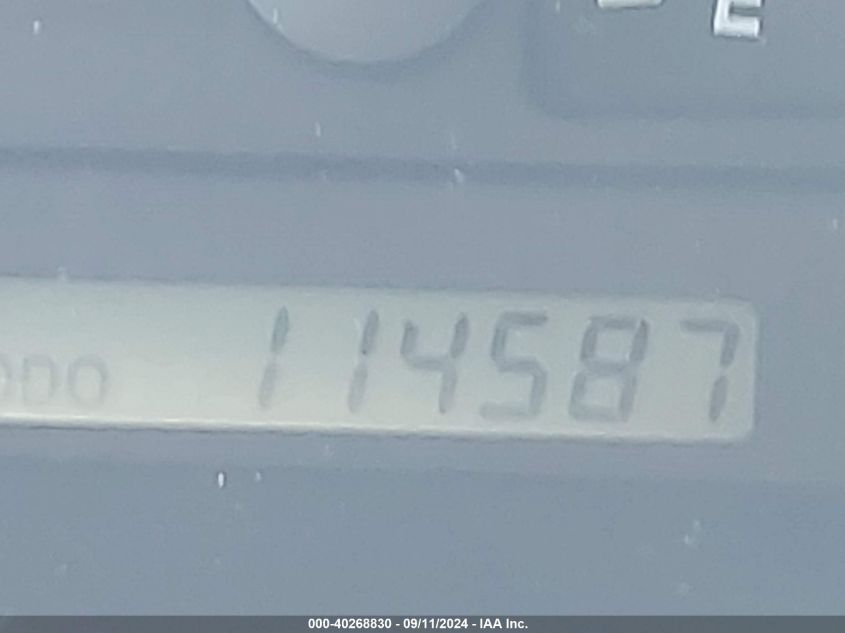 E
ODO 114587
000-40268830 - 09/11/2024 - IAA Inc.